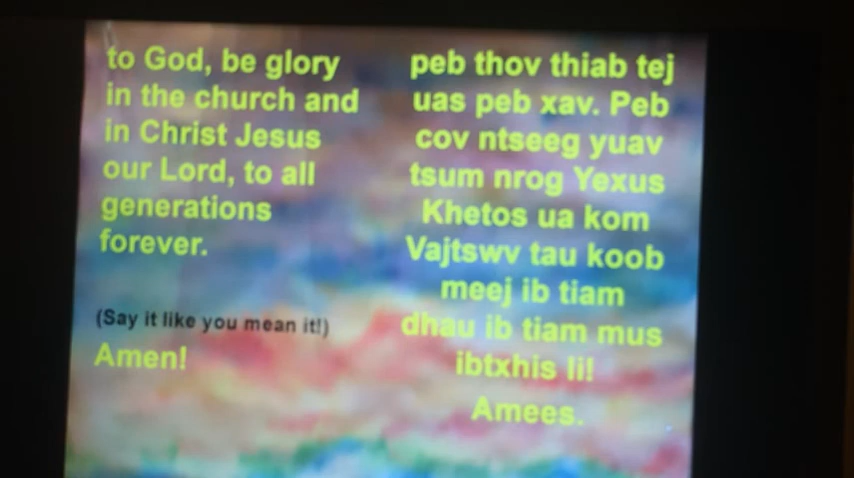 to God, be glory
in the church and
in Christ Jesus
our Lord, to all
generations
forever.
(Say it like you mean it!)
Amen!
peb thov thiab tej
uas peb xav. Peb
cov ntseeg yuav
tsum nrog Yexus
Khetos ua kom
Vajtswv tau koob
meej ib tiam
dhau ib tiam mus
ibtxhis li!
Amees.